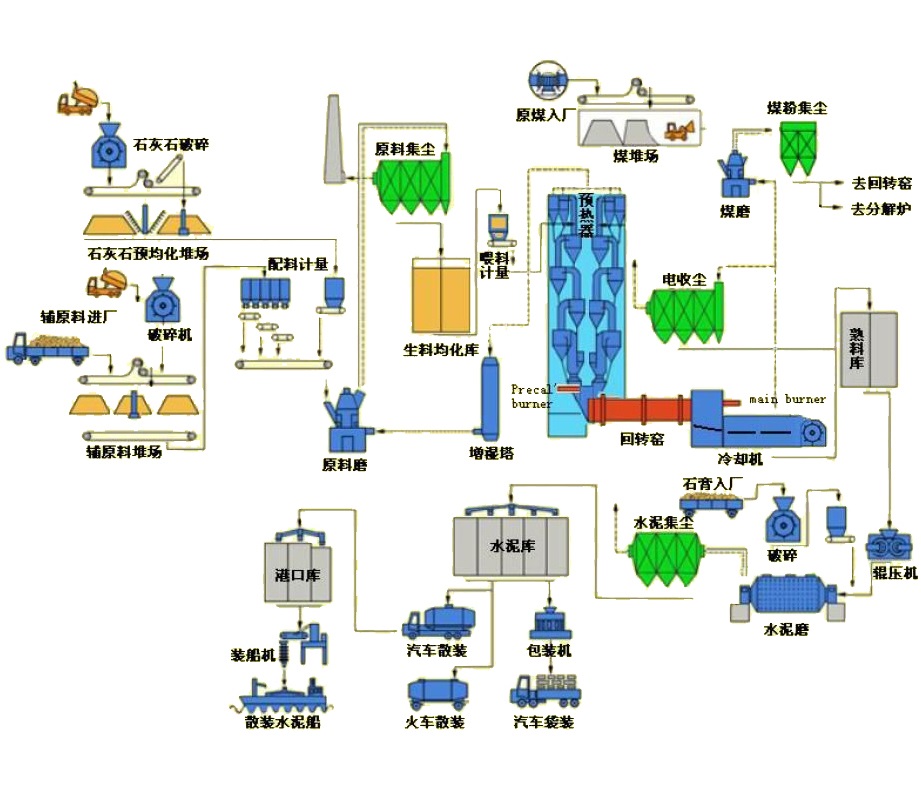 原煤入厂
煤堆场
煤粉集尘
煤磨
去回转窑
去分解炉
石灰石破碎
原料集尘
石灰石预均化堆场
配料计量
预热器
喂料
计量
电收尘
辅原料进厂
破碎机
生料均化库
熟料库
Precal'
burner
main burner
辅原料堆场
原料磨
增湿塔
回转窑
冷却机
石膏入厂
水泥集尘
破碎
辊压机
水泥库
港口库
水泥磨
装船机
汽车散装
包装机
散装水泥船
火车散装
汽车袋装